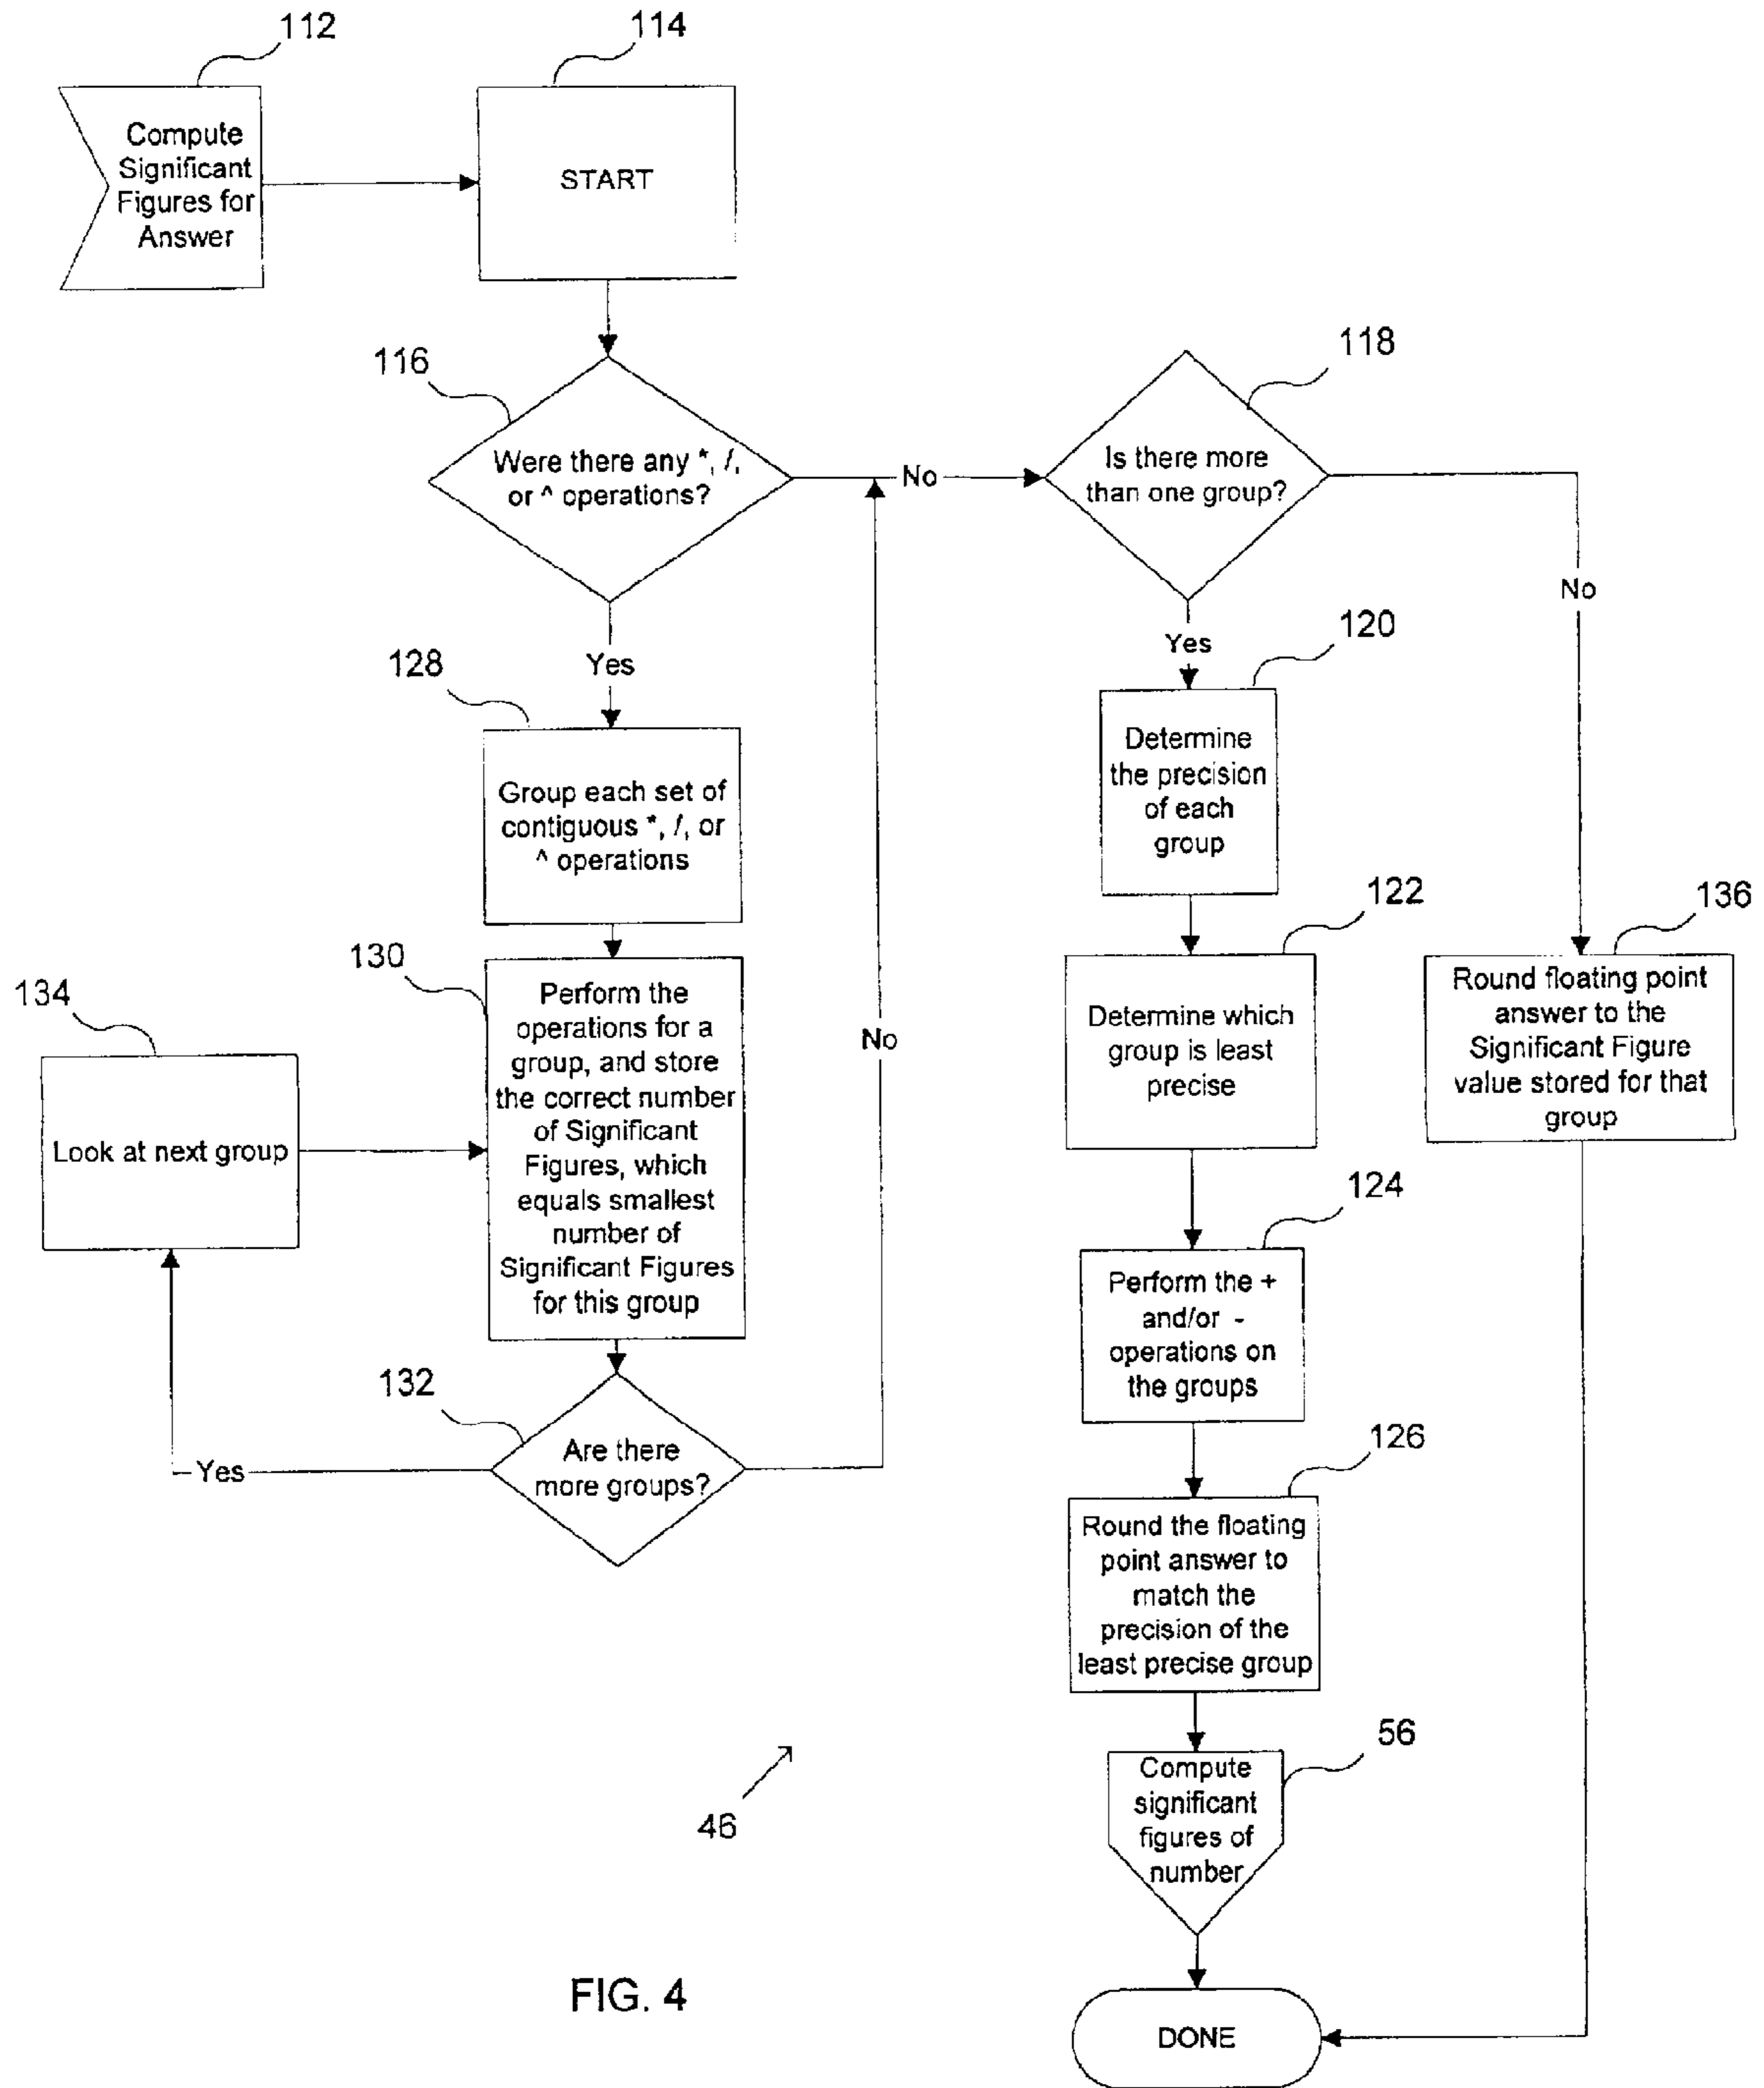 112
114
Compute
Significant
Figures for
Answer
START
116
118
Were there any *, /,
or ^ operations?
No
Is there more
than one group?
No
Yes
128
Yes
120
Group each set of
contiguous *, /, or
^ operations
Determine
the precision
of each
group
122
136
130
134
Perform the
operations for a
group, and store
the correct number
of Significant
Figures, which
equals smallest
number of
Significant Figures
for this group
No
Determine which
group is least
precise
Round floating point
answer to the
Significant Figure
value stored for that
group
Look at next group
124
Perform the +
and/or -
operations on
the groups
132
Are there
more groups?
Yes
126
Round the floating
point answer to
match the
precision of the
least precise group
56
Compute
significant
figures of
number
46
FIG. 4
DONE